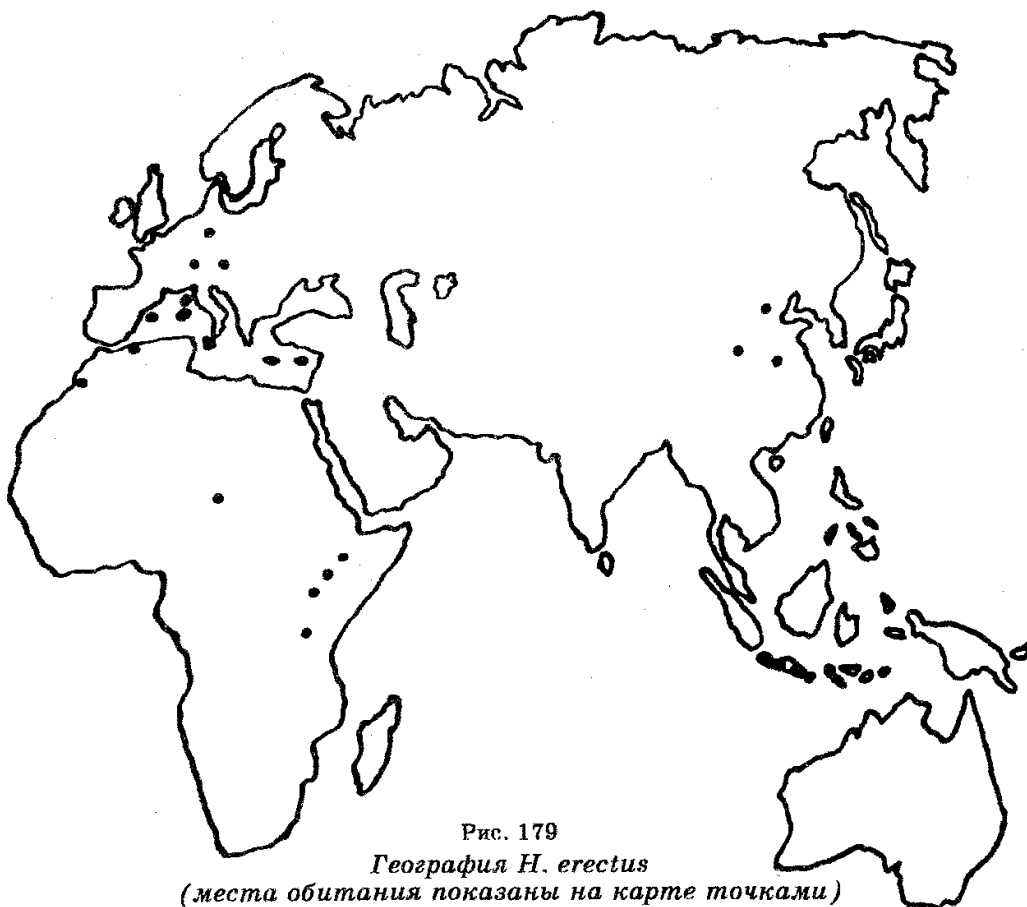 Рис. 179
География H. erectus
(места обитания показаны на карте точками)